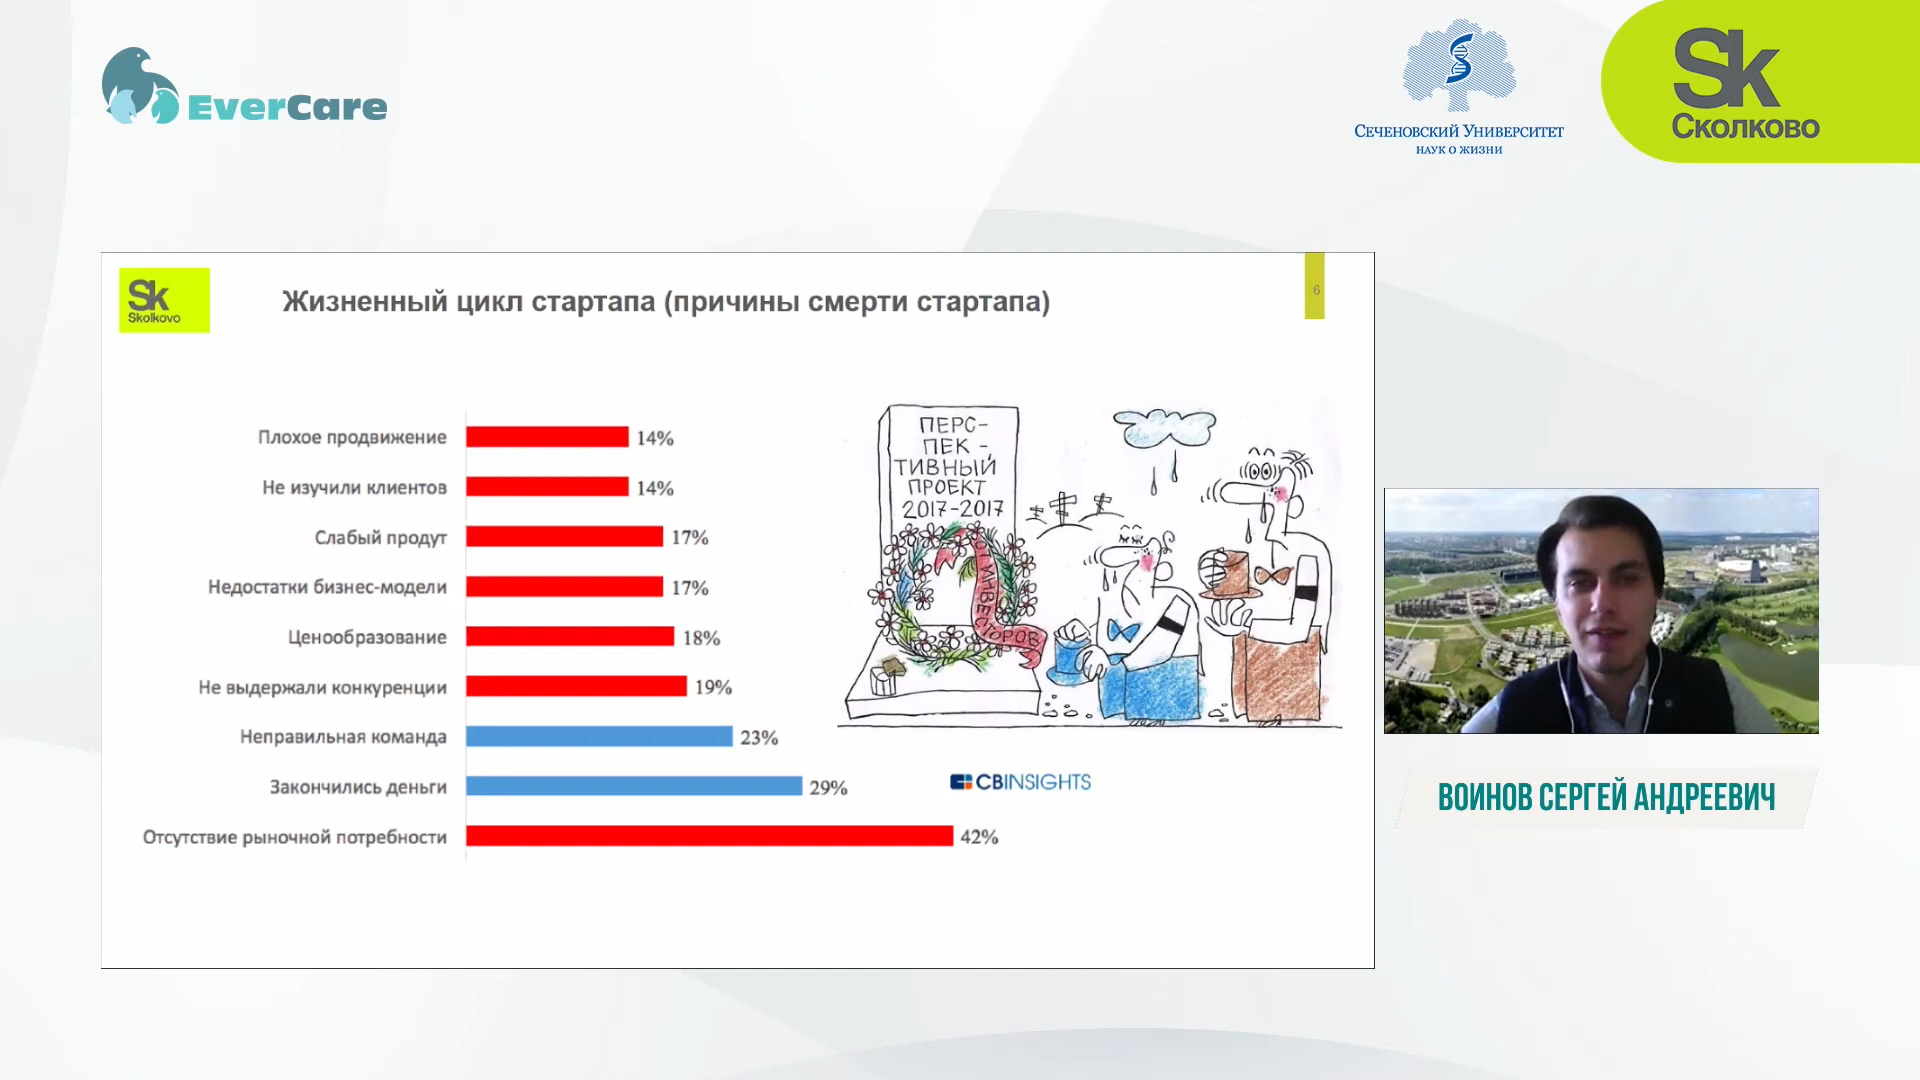 EverCare
Сеченовский Университет
наук о жизни
Sk
Сколково
Sk
Skolkovo
Жизненный цикл стартапа (причины смерти стартапа)
6
Плохое продвижение 14%
Не изучили клиентов 14%
Слабый продут 17%
Недостатки бизнес-модели 17%
Ценообразование 18%
Не выдержали конкуренции 19%
Неправильная команда 23%
Закончились деньги 29%
Отсутствие рыночной потребности 42%
ПЕРС-
ПЕК-
ТИВНЫЙ
ПРОЕКТ
2017-2017
ОТ ИНВЕСТОРОВ
CBINSIGHTS
ВОИНОВ СЕРГЕЙ АНДРЕЕВИЧ